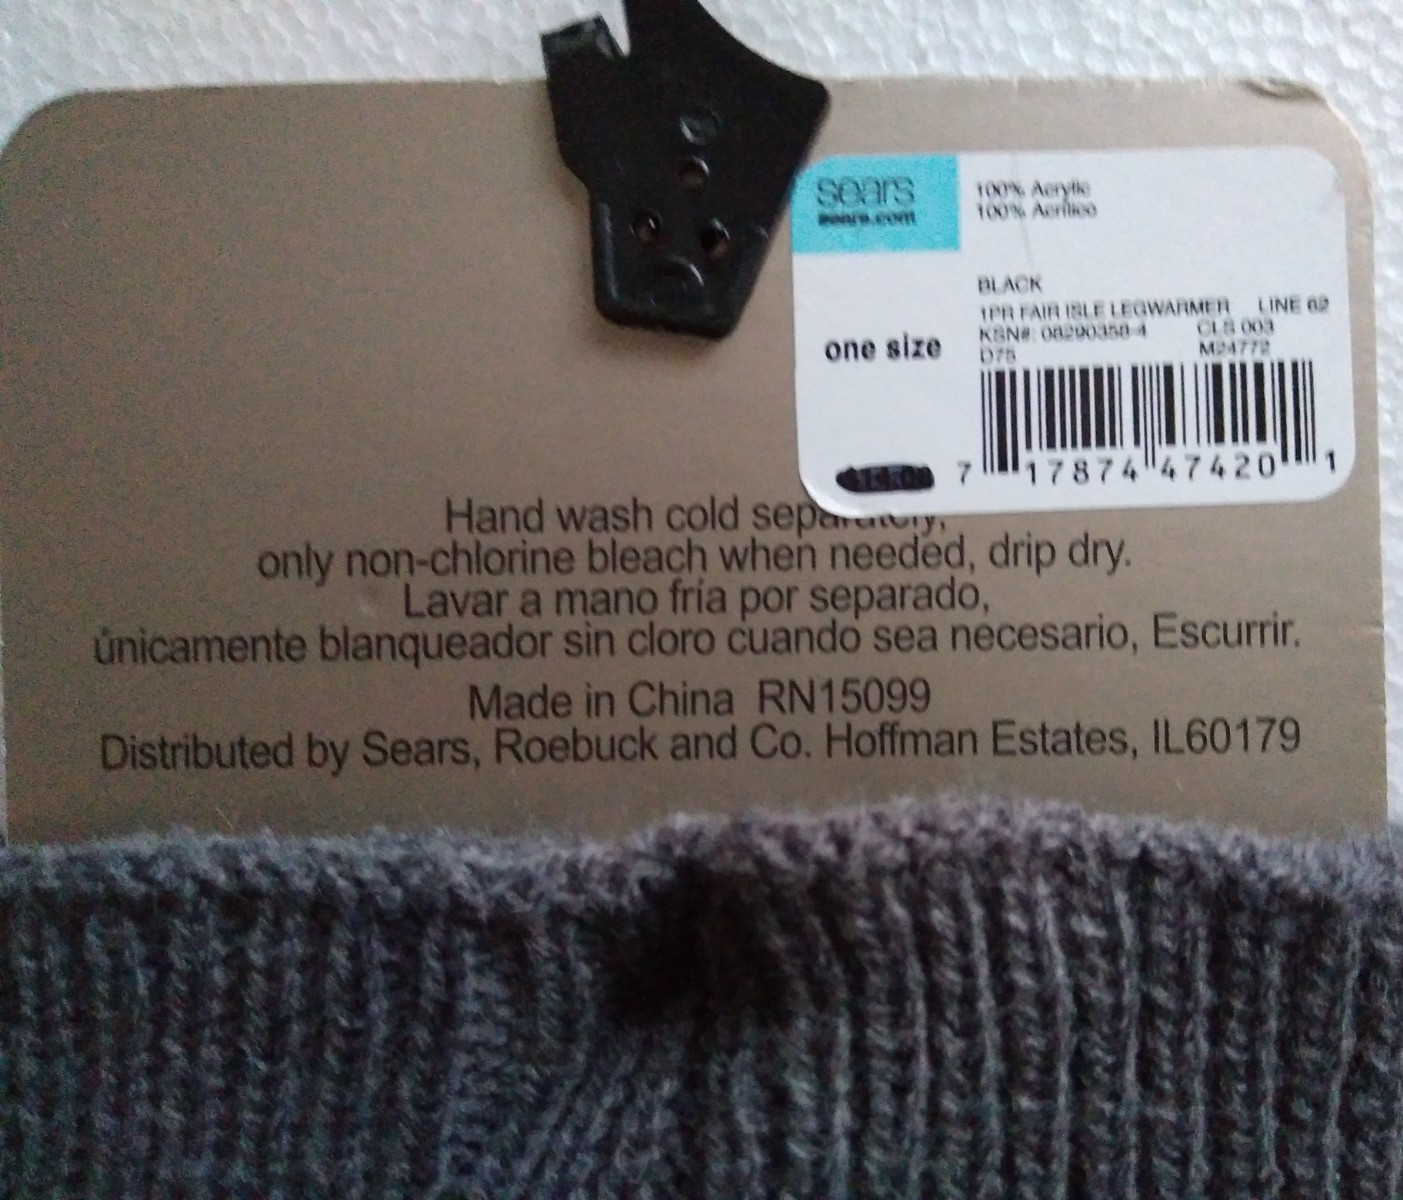 sears
sears.com
100% Acrylic
100% Acrílico
BLACK
1PR FAIR ISLE LEGWARMER LINE 62
KSN#: 08290358-4 CLS 003
D75 M24772
one size
7 17874 47420 1
Hand wash cold separately,
only non-chlorine bleach when needed, drip dry.
Lavar a mano fría por separado,
únicamente blanqueador sin cloro cuando sea necesario, Escurrir.
Made in China RN15099
Distributed by Sears, Roebuck and Co. Hoffman Estates, IL60179